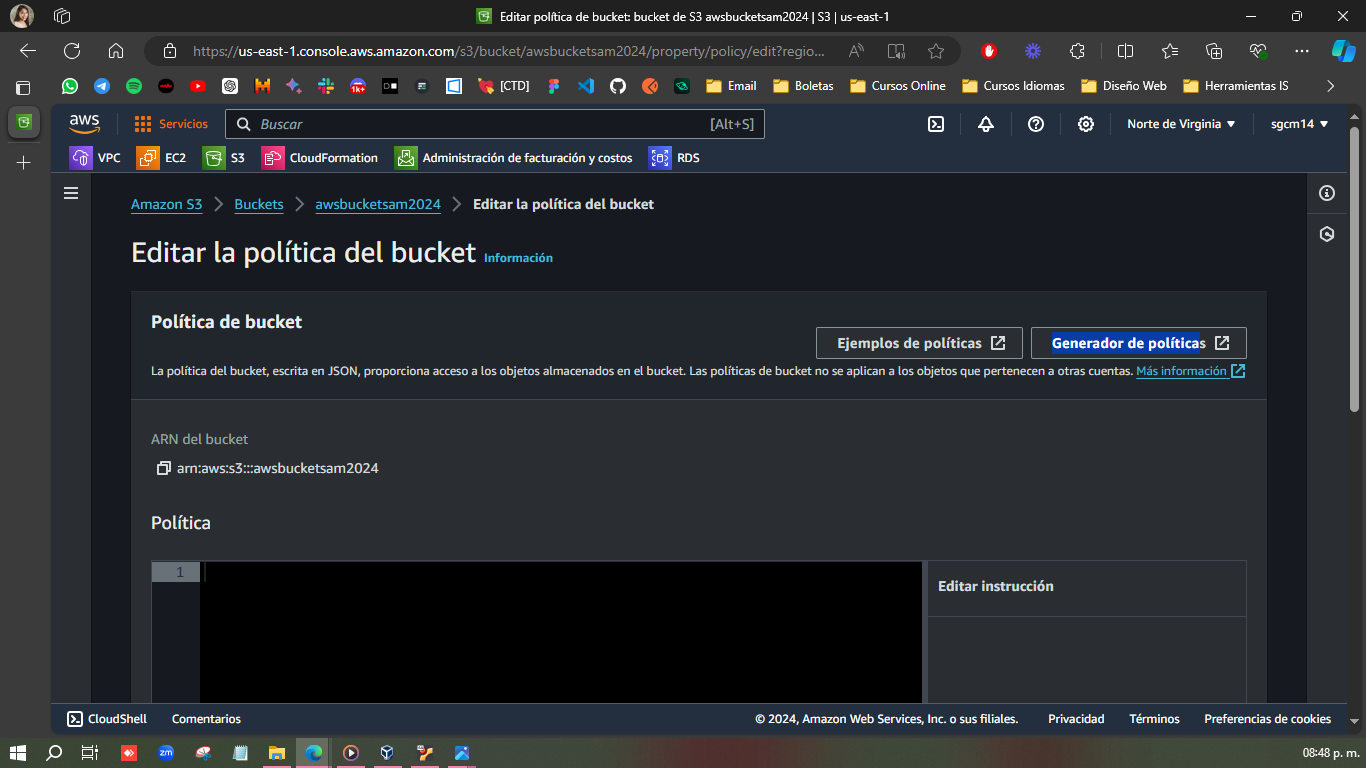 Editar política de bucket: bucket de S3 awsbucketsam2024 | S3 | us-east-1
https://us-east-1.console.aws.amazon.com/s3/bucket/awsbucketsam2024/property/policy/edit?regio...
1k+
[CTD]
Email
Boletas
Cursos Online
Cursos Idiomas
Diseño Web
Herramientas IS
aws
Servicios
Buscar
[Alt+S]
Norte de Virginia
sgcm14
VPC
EC2
S3
CloudFormation
Administración de facturación y costos
RDS
Amazon S3
Buckets
awsbucketsam2024
Editar la política del bucket
Editar la política del bucket Información
Política de bucket
Ejemplos de políticas
Generador de políticas
La política del bucket, escrita en JSON, proporciona acceso a los objetos almacenados en el bucket. Las políticas de bucket no se aplican a los objetos que pertenecen a otras cuentas. Más información
ARN del bucket
arn:aws:s3:::awsbucketsam2024
Política
1
Editar instrucción
CloudShell
Comentarios
© 2024, Amazon Web Services, Inc. o sus filiales.
Privacidad
Términos
Preferencias de cookies
zm
08:48 p. m.